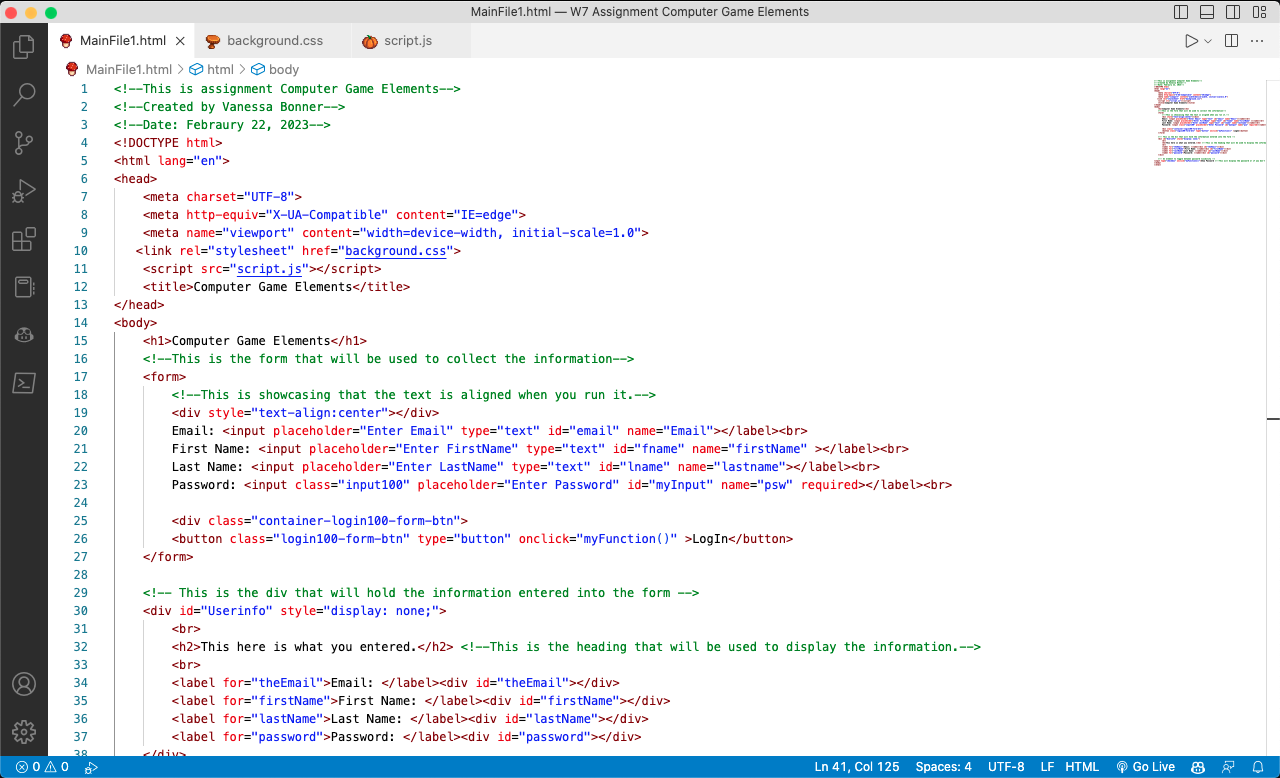 MainFile1.html — W7 Assignment Computer Game Elements
MainFile1.html background.css script.js
MainFile1.html > html > body
1 <!--This is assignment Computer Game Elements-->
2 <!--Created by Vanessa Bonner-->
3 <!--Date: Febraury 22, 2023-->
4 <!DOCTYPE html>
5 <html lang="en">
6 <head>
7 <meta charset="UTF-8">
8 <meta http-equiv="X-UA-Compatible" content="IE=edge">
9 <meta name="viewport" content="width=device-width, initial-scale=1.0">
10 <link rel="stylesheet" href="background.css">
11 <script src="script.js"></script>
12 <title>Computer Game Elements</title>
13 </head>
14 <body>
15 <h1>Computer Game Elements</h1>
16 <!--This is the form that will be used to collect the information-->
17 <form>
18 <!--This is showcasing that the text is aligned when you run it.-->
19 <div style="text-align:center"></div>
20 Email: <input placeholder="Enter Email" type="text" id="email" name="Email"></label><br>
21 First Name: <input placeholder="Enter FirstName" type="text" id="fname" name="firstName" ></label><br>
22 Last Name: <input placeholder="Enter LastName" type="text" id="lname" name="lastname"></label><br>
23 Password: <input class="input100" placeholder="Enter Password" id="myInput" name="psw" required></label><br>
24
25 <div class="container-login100-form-btn">
26 <button class="login100-form-btn" type="button" onclick="myFunction()" >LogIn</button>
27 </form>
28
29 <!-- This is the div that will hold the information entered into the form -->
30 <div id="Userinfo" style="display: none;">
31 <br>
32 <h2>This here is what you entered.</h2> <!--This is the heading that will be used to display the information.-->
33 <br>
34 <label for="theEmail">Email: </label><div id="theEmail"></div>
35 <label for="firstName">First Name: </label><div id="firstName"></div>
36 <label for="lastName">Last Name: </label><div id="lastName"></div>
37 <label for="password">Password: </label><div id="password"></div>
38 </div>
0 0 Ln 41, Col 125 Spaces: 4 UTF-8 LF HTML Go Live